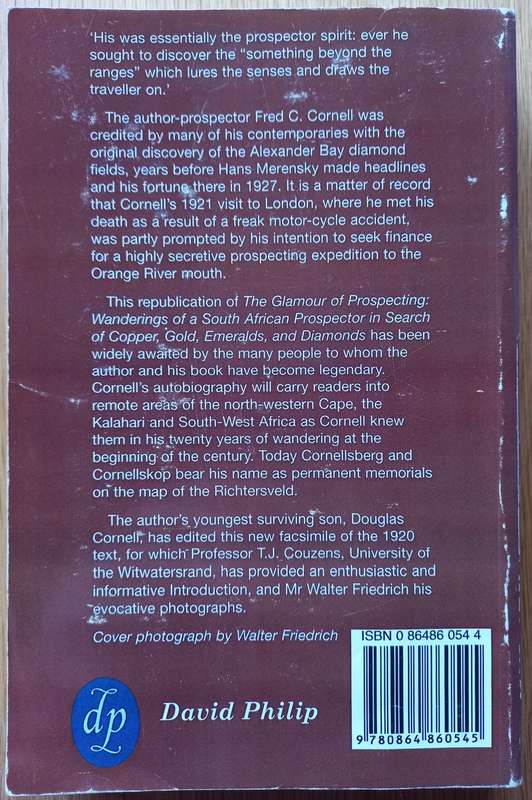 ‘His was essentially the prospector spirit: ever he
sought to discover the “something beyond the
ranges” which lures the senses and draws the
traveller on.’
The author-prospector Fred C. Cornell was
credited by many of his contemporaries with the
original discovery of the Alexander Bay diamond
fields, years before Hans Merensky made headlines
and his fortune there in 1927. It is a matter of record
that Cornell’s 1921 visit to London, where he met his
death as a result of a freak motor-cycle accident,
was partly prompted by his intention to seek finance
for a highly secretive prospecting expedition to the
Orange River mouth.
This republication of The Glamour of Prospecting:
Wanderings of a South African Prospector in Search
of Copper, Gold, Emeralds, and Diamonds has been
widely awaited by the many people to whom the
author and his book have become legendary.
Cornell’s autobiography will carry readers into
remote areas of the north-western Cape, the
Kalahari and South-West Africa as Cornell knew
them in his twenty years of wandering at the
beginning of the century. Today Cornellsberg and
Cornellskop bear his name as permanent memorials
on the map of the Richtersveld.
The author’s youngest surviving son, Douglas
Cornell, has edited this new facsimile of the 1920
text, for which Professor T.J. Couzens, University of
the Witwatersrand, has provided an enthusiastic and
informative Introduction, and Mr Walter Friedrich his
evocative photographs.
Cover photograph by Walter Friedrich
ISBN 0 86486 054 4
9 780864 860545
dp
David Philip